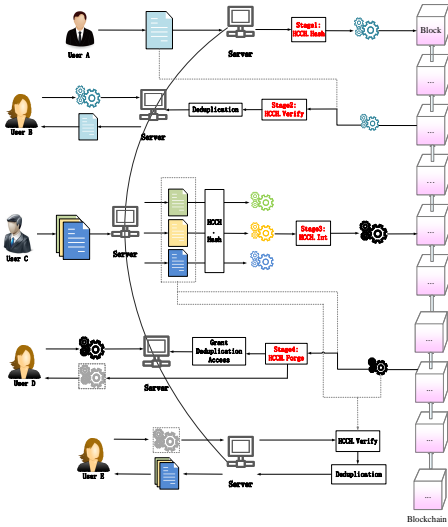 User A
Server
Stage1:
HCCH.Hash
Block
...
User B
Server
Deduplication
Stage2:
HCCH.Verify
...
...
User C
Server
HCCH
.
Hash
Stage3:
HCCH.Int
...
...
User D
Server
Grant
Deduplication
Access
Stage4:
HCCH.Forge
...
...
User E
Server
HCCH.Verify
Deduplication
...
...
Blockchain